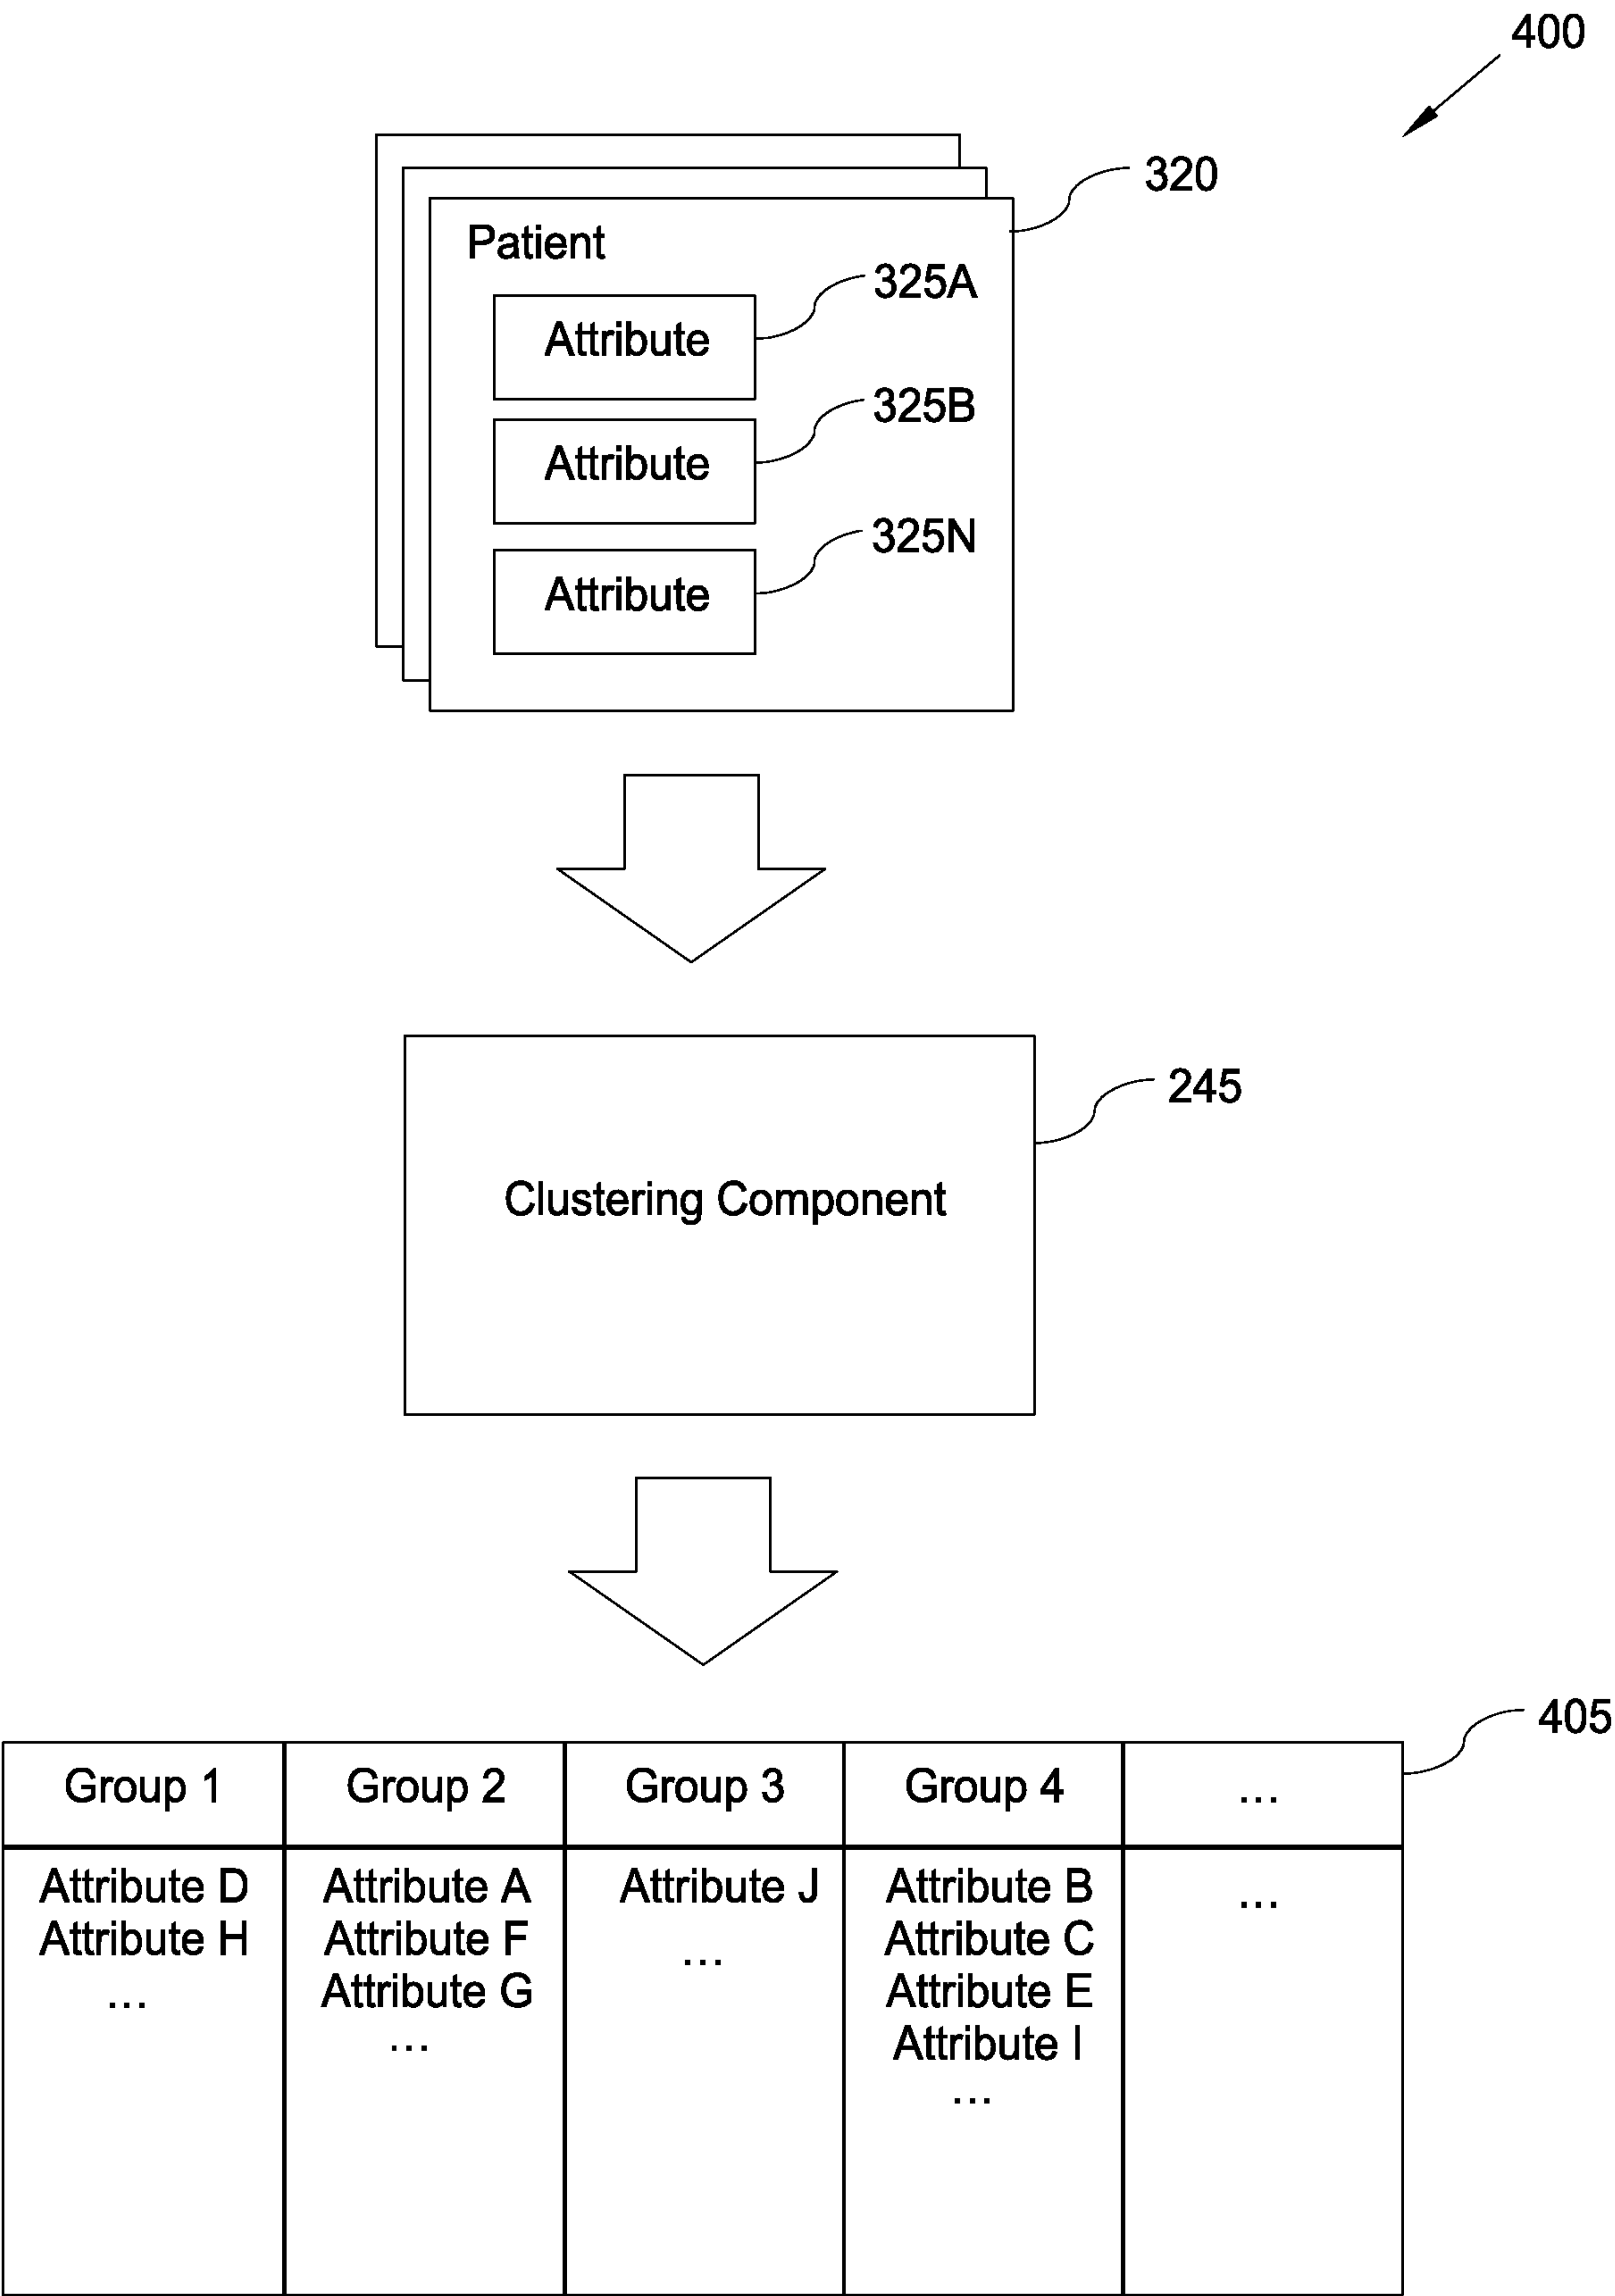 400
320
Patient
325A
Attribute
325B
Attribute
325N
Attribute
245
Clustering Component
405
Group 1
Group 2
Group 3
Group 4
...
Attribute D
Attribute H
...
Attribute A
Attribute F
Attribute G
...
Attribute J
...
Attribute B
Attribute C
Attribute E
Attribute I
...
...